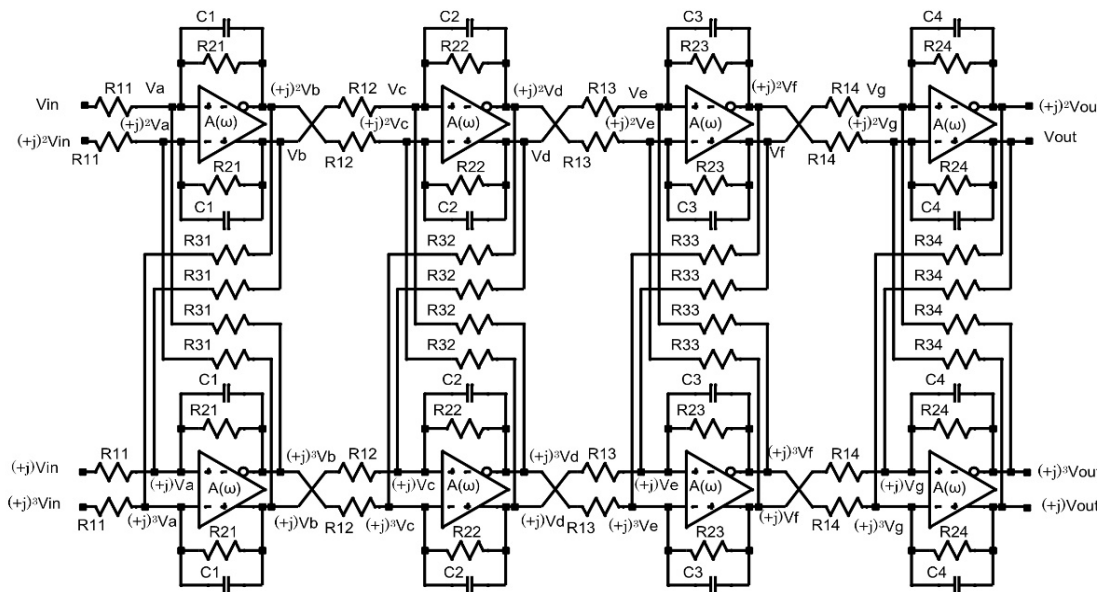 C1 C2 C3 C4
R21 R22 R23 R24
R11 Va (+j)²Vb R12 Vc (+j)²Vd R13 Ve (+j)²Vf R14 Vg
Vin A(ω) A(ω) A(ω) A(ω) (+j)²Vout
(+j)²Va (+j)²Vc (+j)²Ve (+j)²Vg
(+j)²Vin Vb Vd Vf Vout
R11 R21 R12 R22 R13 R23 R14 R24
C1 C2 C3 C4
R31 R32 R33 R34
R31 R32 R33 R34
R31 R32 R33 R34
R31 R32 R33 R34
C1 C2 C3 C4
R21 R22 R23 R24
R11 (+j)³Vb R12 (+j)³Vd R13 (+j)³Vf R14
(+j)Vin (+j)Va (+j)Vc (+j)Ve (+j)Vg (+j)³Vout
A(ω) A(ω) A(ω) A(ω)
(+j)³Vin (+j)³Va (+j)Vb (+j)³Vc (+j)Vd (+j)³Ve (+j)Vf (+j)³Vg (+j)Vout
R11 R21 R12 R22 R13 R23 R14 R24
C1 C2 C3 C4